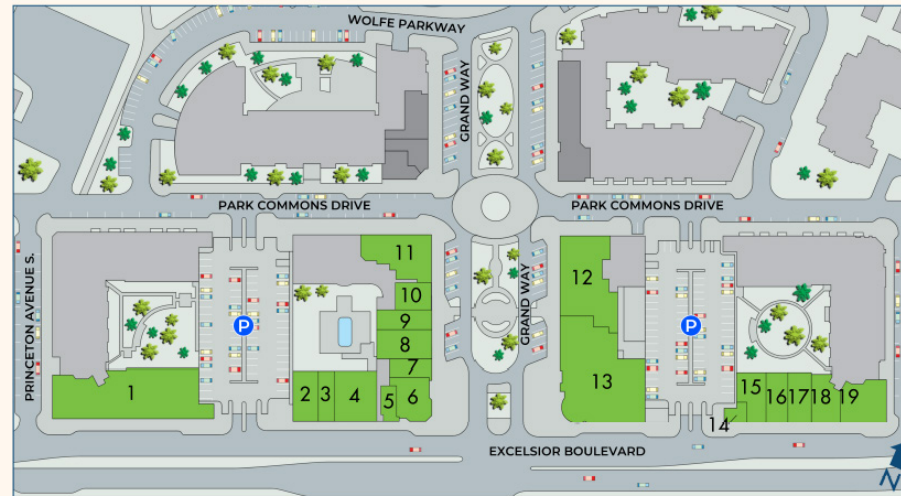 WOLFE PARKWAY
GRAND WAY
PARK COMMONS DRIVE
PARK COMMONS DRIVE
PRINCETON AVENUE S.
GRAND WAY
11
12
10
9
8
7
P
P
1
2
3
4
5
6
13
14
15
16
17
18
19
EXCELSIOR BOULEVARD
N